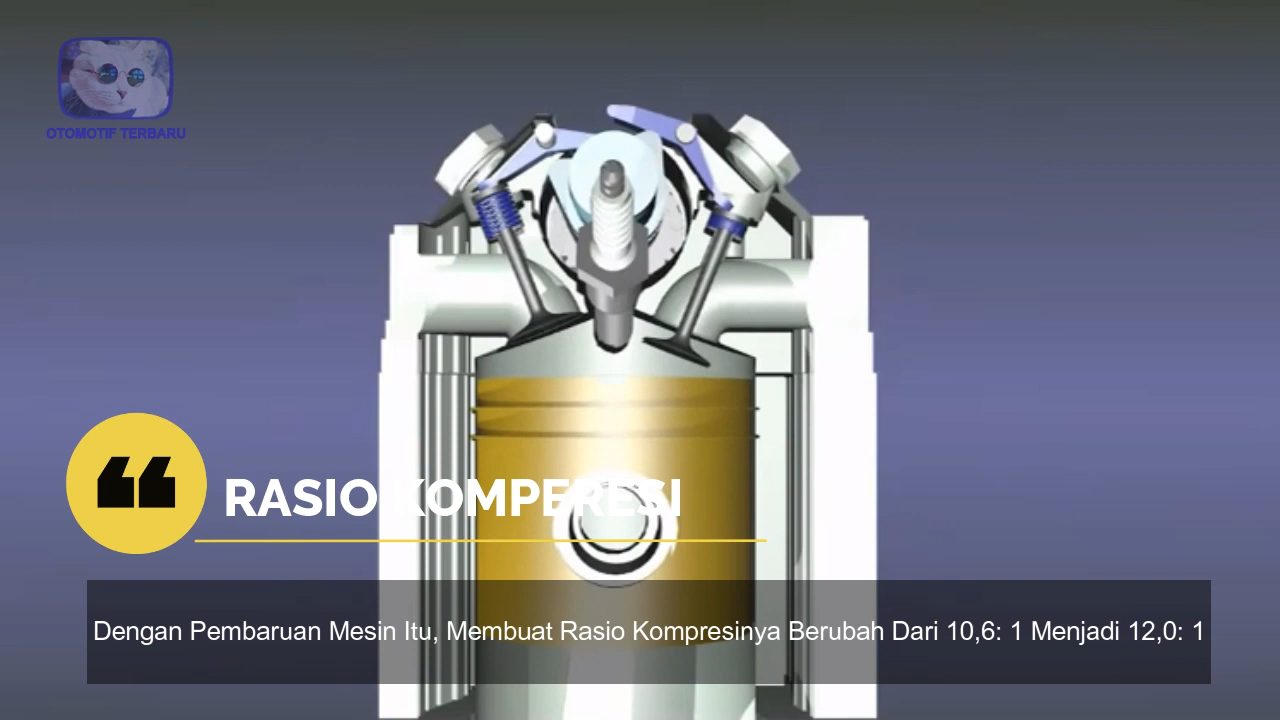 OTOMOTIF TERBARU
RASIO KOMPERESI
Dengan Pembaruan Mesin Itu, Membuat Rasio Kompresinya Berubah Dari 10,6: 1 Menjadi 12,0: 1